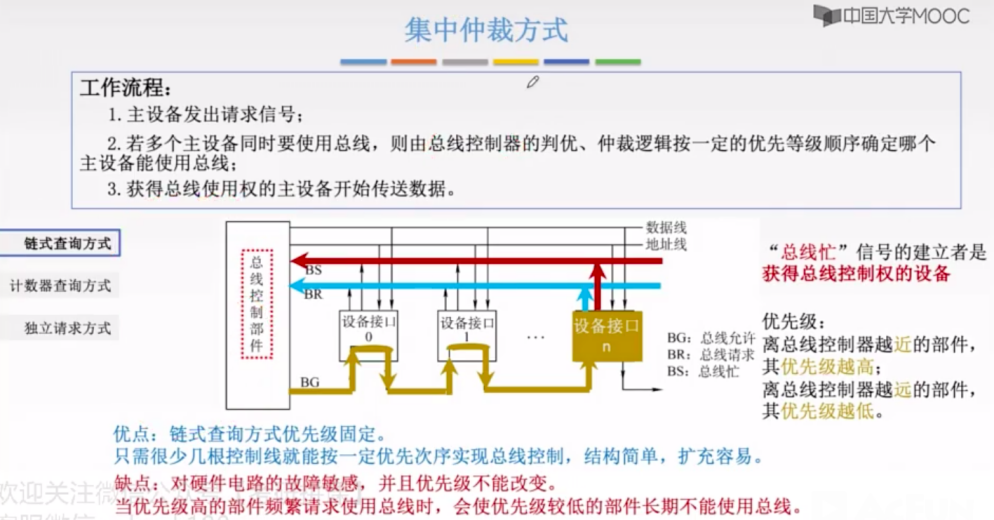 中国大学MOOC
集中仲裁方式
工作流程：
1.主设备发出请求信号；
2.若多个主设备同时要使用总线，则由总线控制器的判优、仲裁逻辑按一定的优先等级顺序确定哪个
主设备能使用总线；
3.获得总线使用权的主设备开始传送数据。
链式查询方式
计数器查询方式
独立请求方式
总线控制部件
数据线
地址线
BS
BR
设备接口
0
设备接口
1
…
设备接口
n
BG
BG：总线允许
BR：总线请求
BS：总线忙
“总线忙”信号的建立者是
获得总线控制权的设备
优先级：
离总线控制器越近的部件，
其优先级越高；
离总线控制器越远的部件，
其优先级越低。
优点：链式查询方式优先级固定。
只需很少几根控制线就能按一定优先次序实现总线控制，结构简单，扩充容易。
缺点：对硬件电路的故障敏感，并且优先级不能改变。
当优先级高的部件频繁请求使用总线时，会使优先级较低的部件长期不能使用总线。
欢迎关注微信